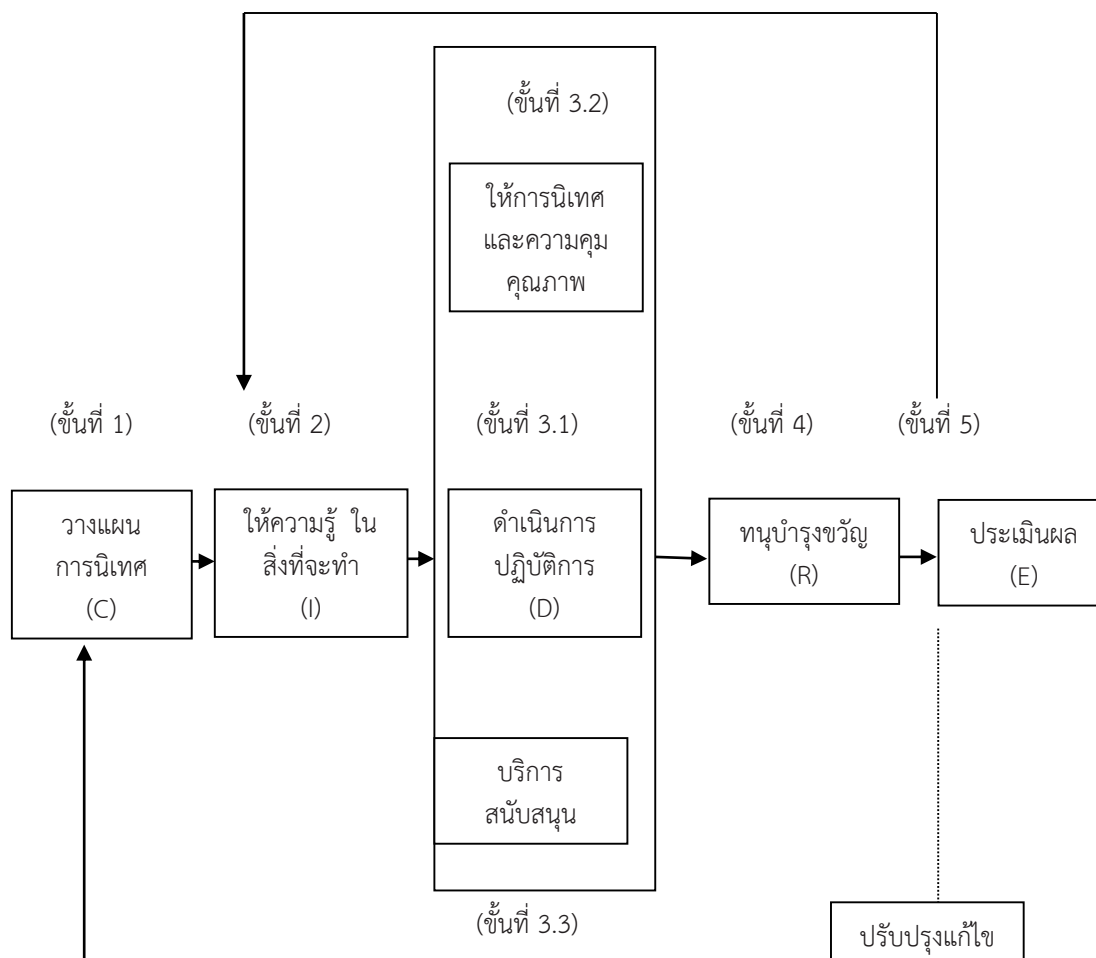 (ขั้นที่ 3.2)
ให้การนิเทศ
และความคุม
คุณภาพ
(ขั้นที่ 1)
(ขั้นที่ 2)
(ขั้นที่ 3.1)
(ขั้นที่ 4)
(ขั้นที่ 5)
วางแผน
การนิเทศ
(C)
ให้ความรู้ ใน
สิ่งที่จะทำ
(I)
ดำเนินการ
ปฏิบัติการ
(D)
ทนุบำรุงขวัญ
(R)
ประเมินผล
(E)
บริการ
สนับสนุน
(ขั้นที่ 3.3)
ปรับปรุงแก้ไข